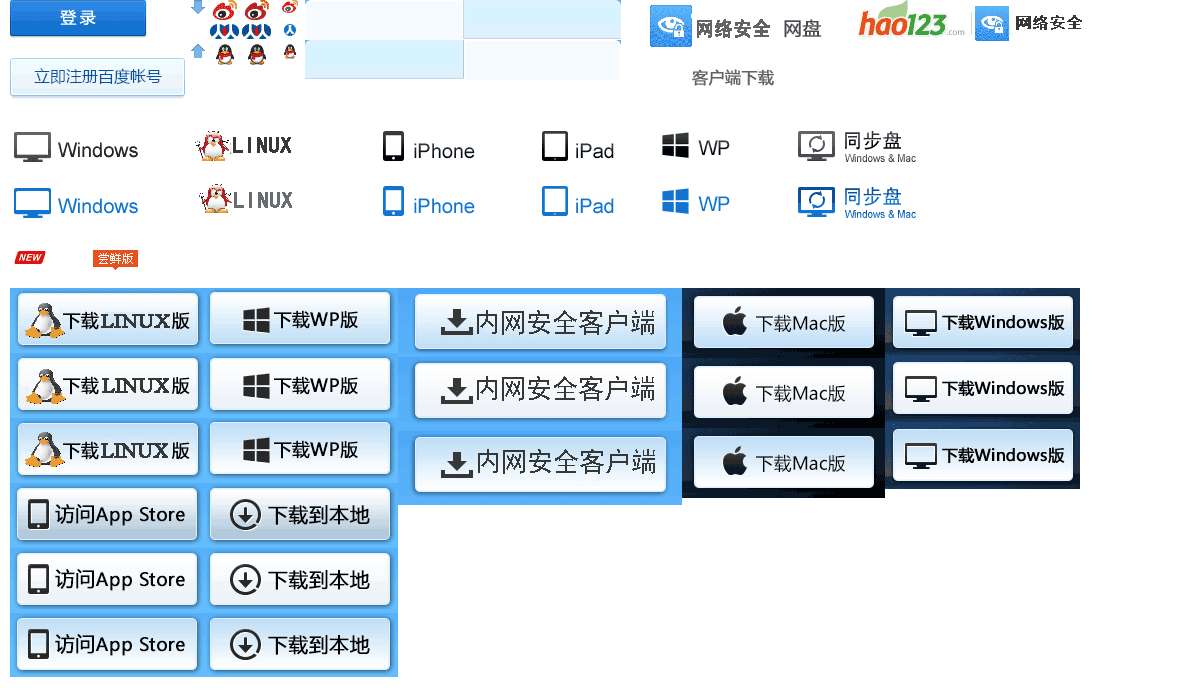 登录
立即注册百度帐号
网络安全 网盘
hao123.com
网络安全
客户端下载
Windows
LINUX
iPhone
iPad
WP
同步盘
Windows & Mac
Windows
LINUX
iPhone
iPad
WP
同步盘
Windows & Mac
NEW
尝鲜版
下载LINUX版
下载WP版
内网安全客户端
下载Mac版
下载Windows版
下载LINUX版
下载WP版
内网安全客户端
下载Mac版
下载Windows版
下载LINUX版
下载WP版
内网安全客户端
下载Mac版
下载Windows版
访问App Store
下载到本地
访问App Store
下载到本地
访问App Store
下载到本地